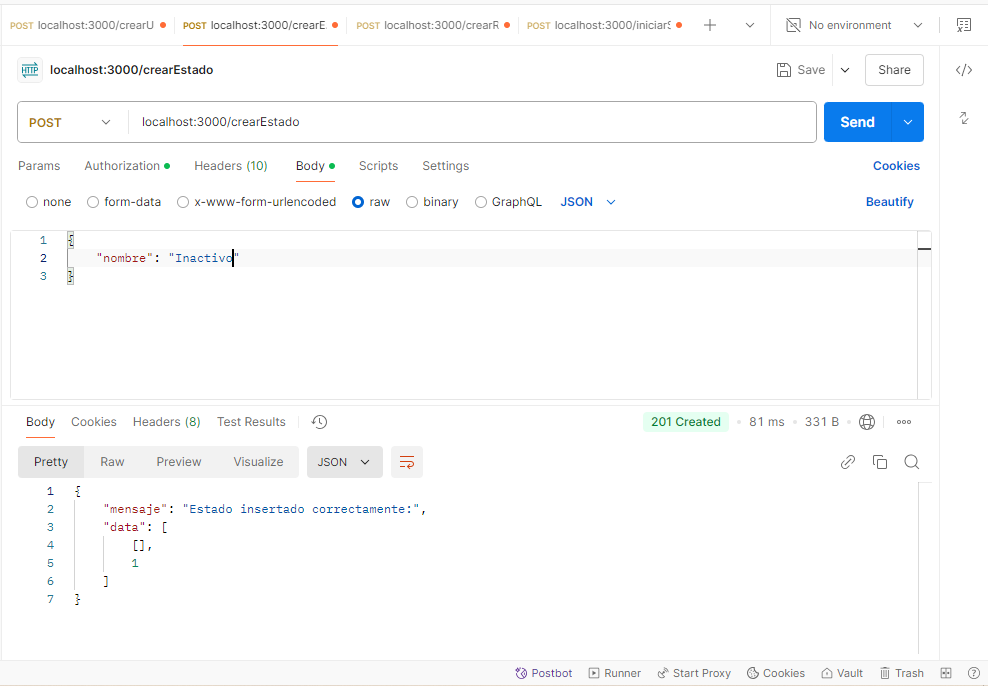 POST localhost:3000/crearU POST localhost:3000/crearE POST localhost:3000/crearR POST localhost:3000/iniciarS No environment
HTTP localhost:3000/crearEstado Save Share
POST localhost:3000/crearEstado Send
Params Authorization Headers (10) Body Scripts Settings Cookies
none form-data x-www-form-urlencoded raw binary GraphQL JSON Beautify
1 {
2 "nombre": "Inactivo"
3 }
Body Cookies Headers (8) Test Results 201 Created • 81 ms • 331 B
Pretty Raw Preview Visualize JSON
1 {
2 "mensaje": "Estado insertado correctamente:",
3 "data": [
4 [],
5 1
6 ]
7 }
Postbot Runner Start Proxy Cookies Vault Trash